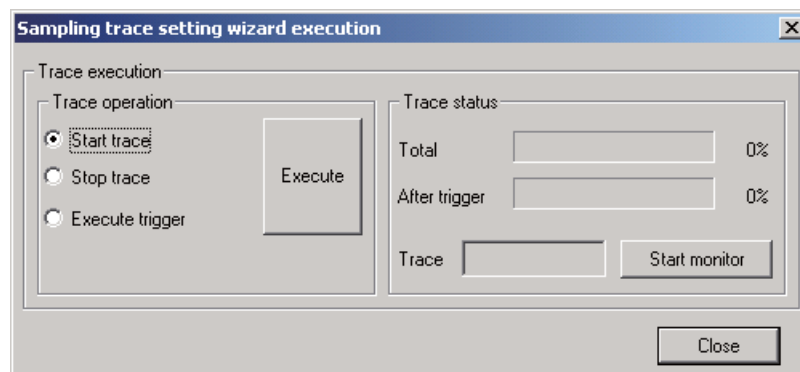 Sampling trace setting wizard execution
Trace execution
Trace operation
Start trace
Stop trace
Execute trigger
Execute
Trace status
Total 0%
After trigger 0%
Trace Start monitor
Close